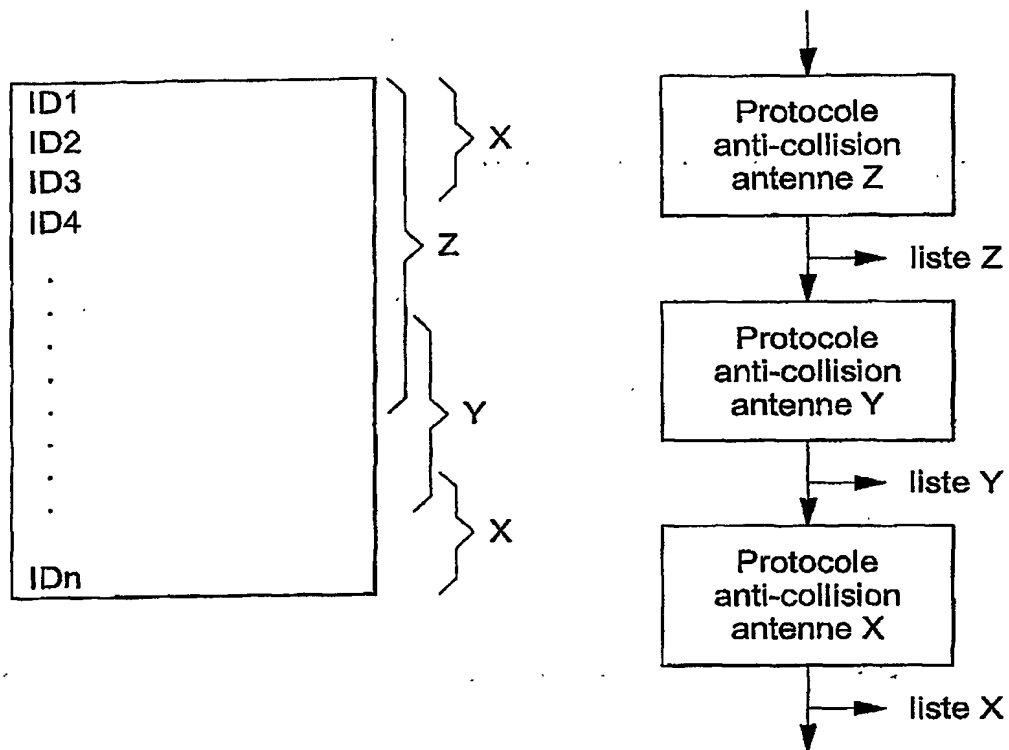 ID1
ID2
ID3
ID4
IDn
X
Z
Y
X
Protocole
anti-collision
antenne Z
liste Z
Protocole
anti-collision
antenne Y
liste Y
Protocole
anti-collision
antenne X
liste X